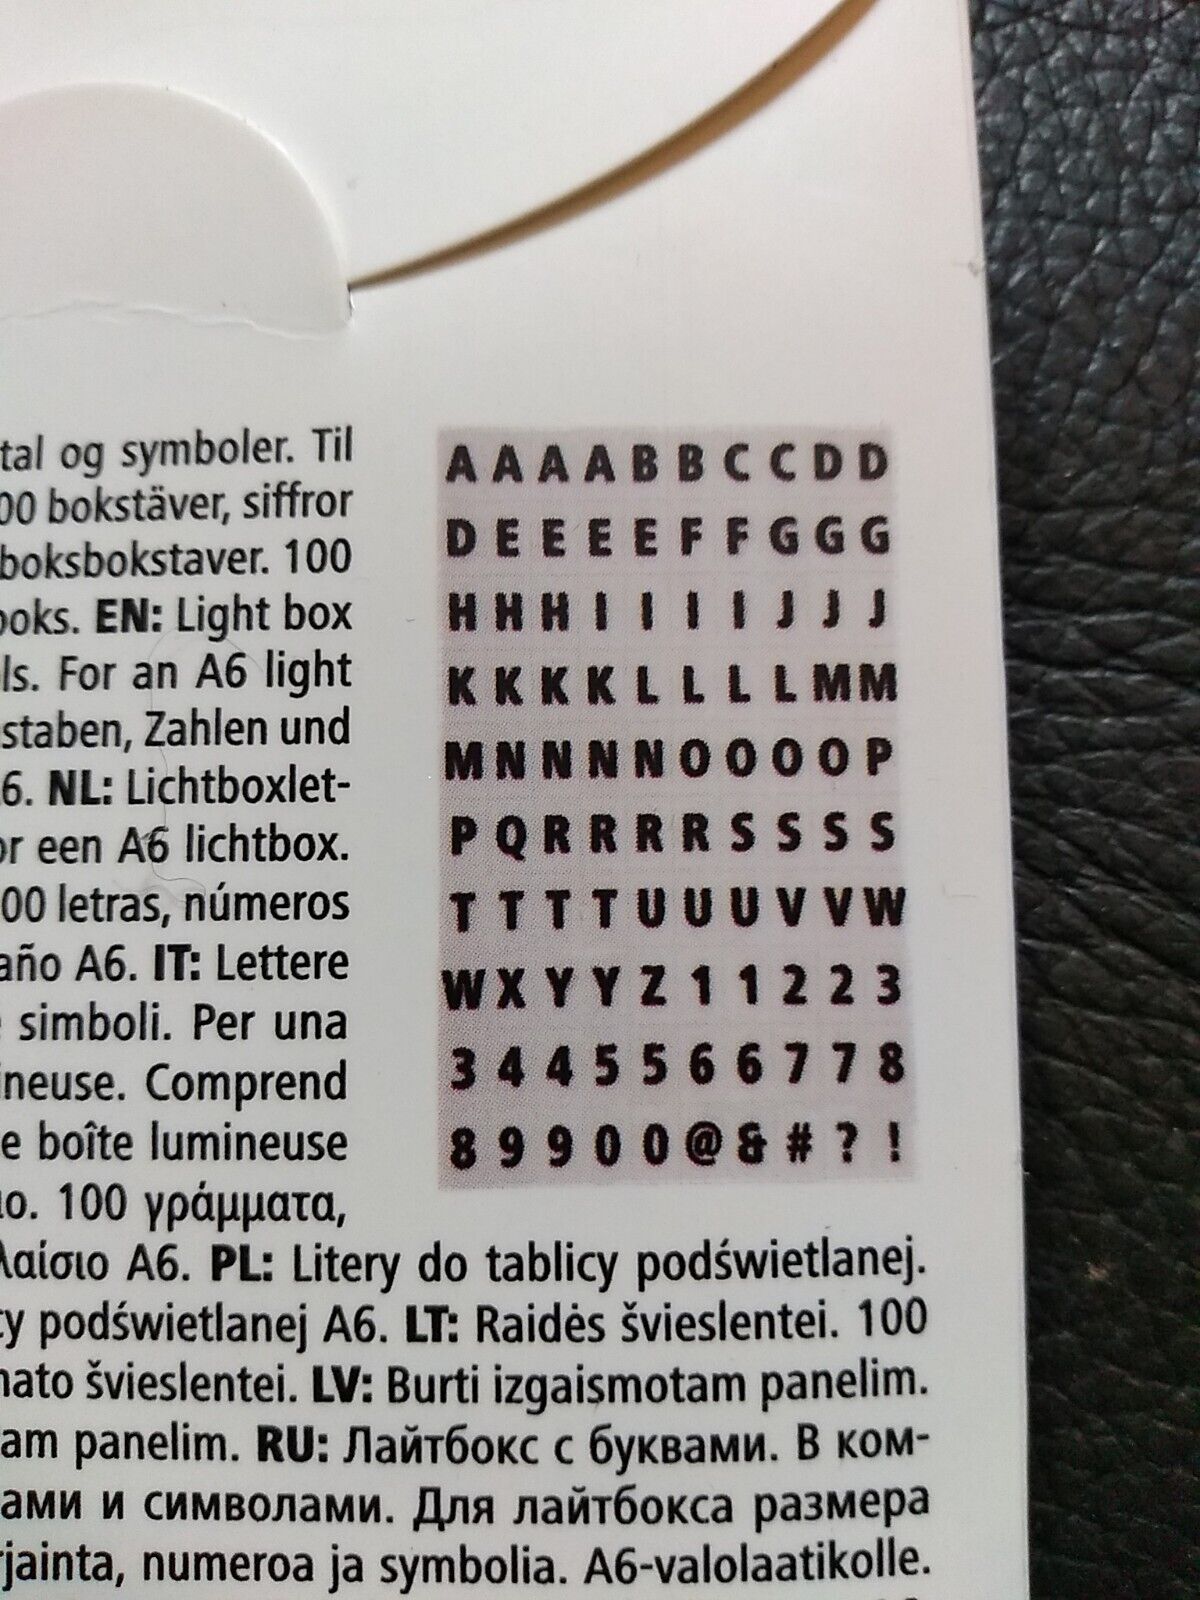 tal og symboler. Til
00 bokstäver, siffror
boksbokstaver. 100
ooks. EN: Light box
ls. For an A6 light
staben, Zahlen und
6. NL: Lichtboxlet-
or een A6 lichtbox.
00 letras, números
año A6. IT: Lettere
e simboli. Per una
ineuse. Comprend
e boîte lumineuse
ιο. 100 γράμματα,
λαίσιο A6. PL: Litery do tablicy podświetlanej.
cy podświetlanej A6. LT: Raidės švieslentei. 100
mato švieslentei. LV: Burti izgaismotam panelim.
am panelim. RU: Лайтбокс с буквами. В ком-
ами и символами. Для лайтбокса размера
rjainta, numeroa ja symbolia. A6-valolaatikolle.
A A A A B B C C D D
D E E E E F F G G G
H H H I I I I J J J
K K K K L L L L M M
M N N N N O O O O P
P Q R R R R S S S S
T T T T U U U V V W
W X Y Y Z 1 1 2 2 3
3 4 4 5 5 6 6 7 7 8
8 9 9 0 0 @ & # ? !